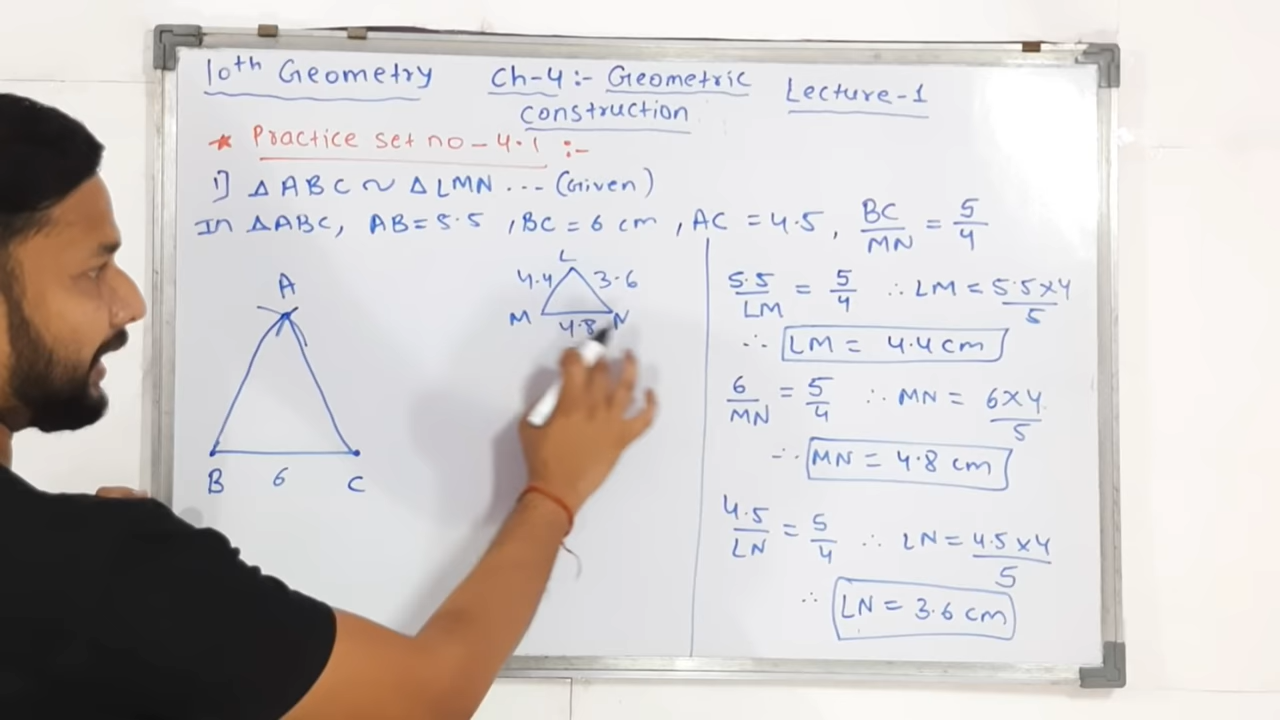 10th Geometry Ch-4:- Geometric construction Lecture-1
* Practice set no-4.1 :-
1] △ABC ~ △LMN ... (Given)
In △ABC, AB=5.5 , BC=6 cm , AC =4.5, BC/MN = 5/4
A
B 6 C
L
4.4 3.6
M 4.8 N
5.5/LM = 5/4 ∴ LM = 5.5×4/5
∴ LM = 4.4cm
6/MN = 5/4 ∴ MN = 6×4/5
∴ MN = 4.8 cm
4.5/LN = 5/4 ∴ LN = 4.5×4/5
∴ LN = 3.6 cm